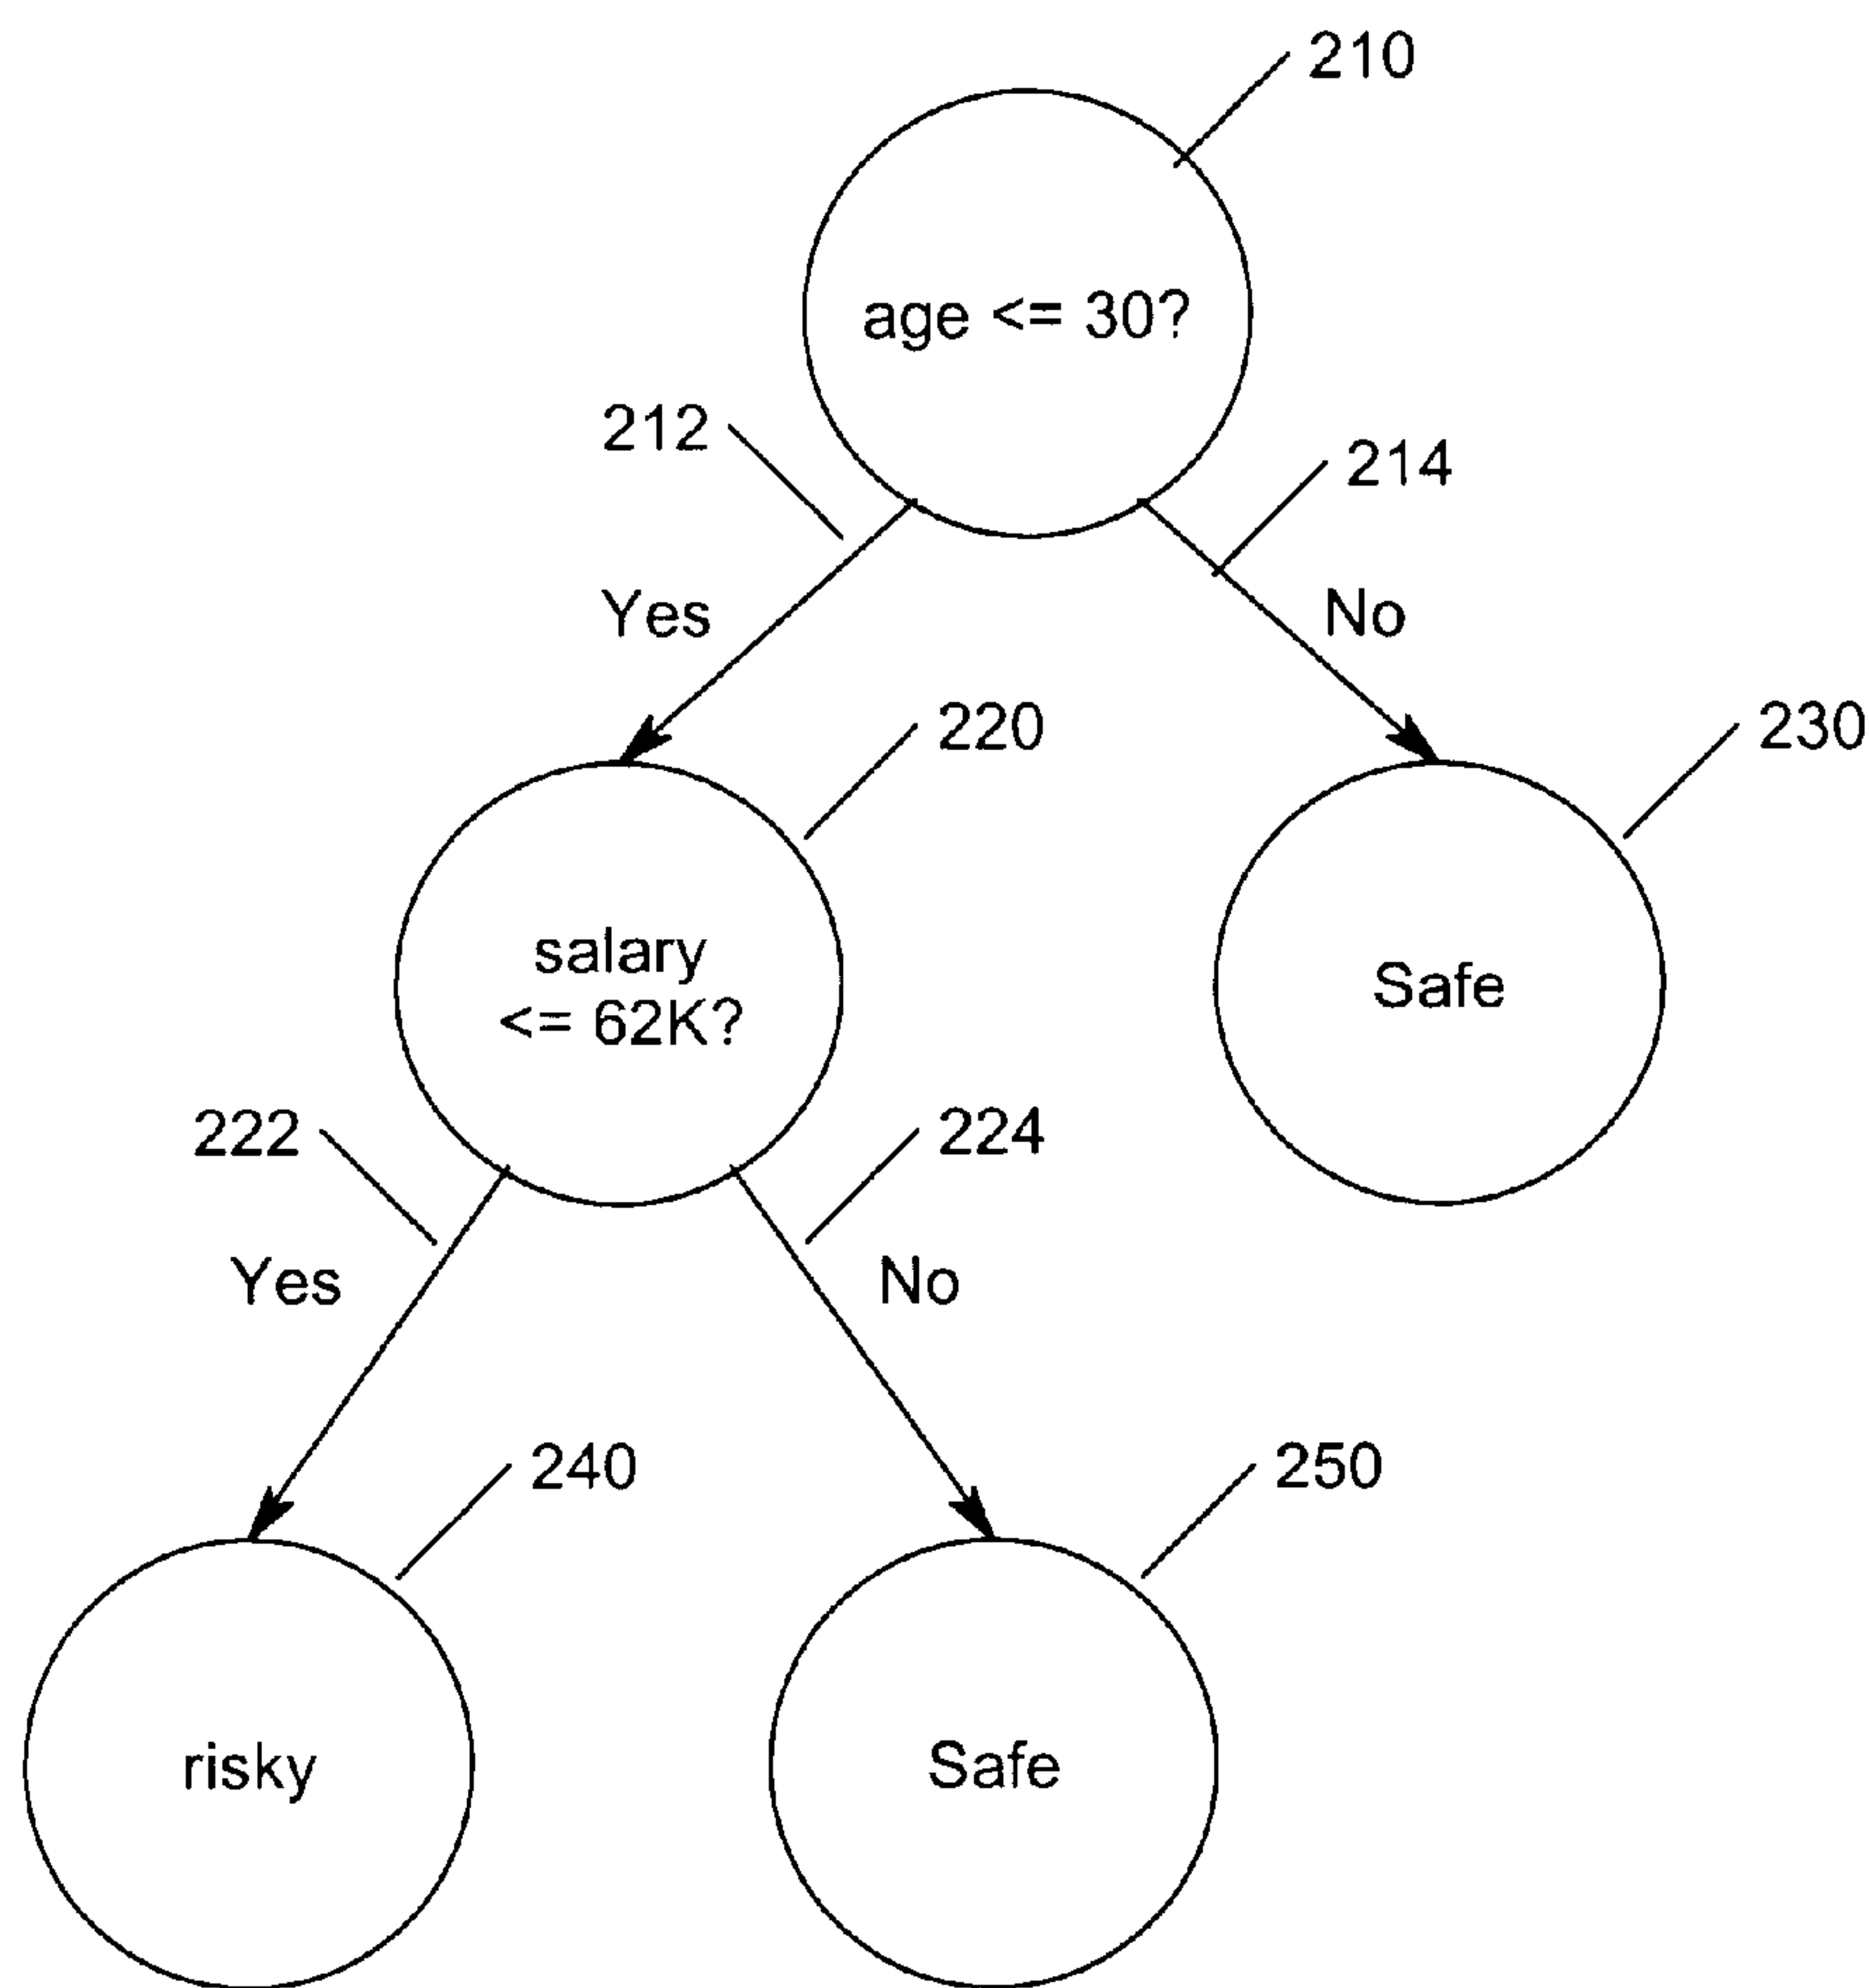 210
age <= 30?
212
214
Yes
No
220
230
salary
<= 62K?
Safe
222
224
Yes
No
240
250
risky
Safe